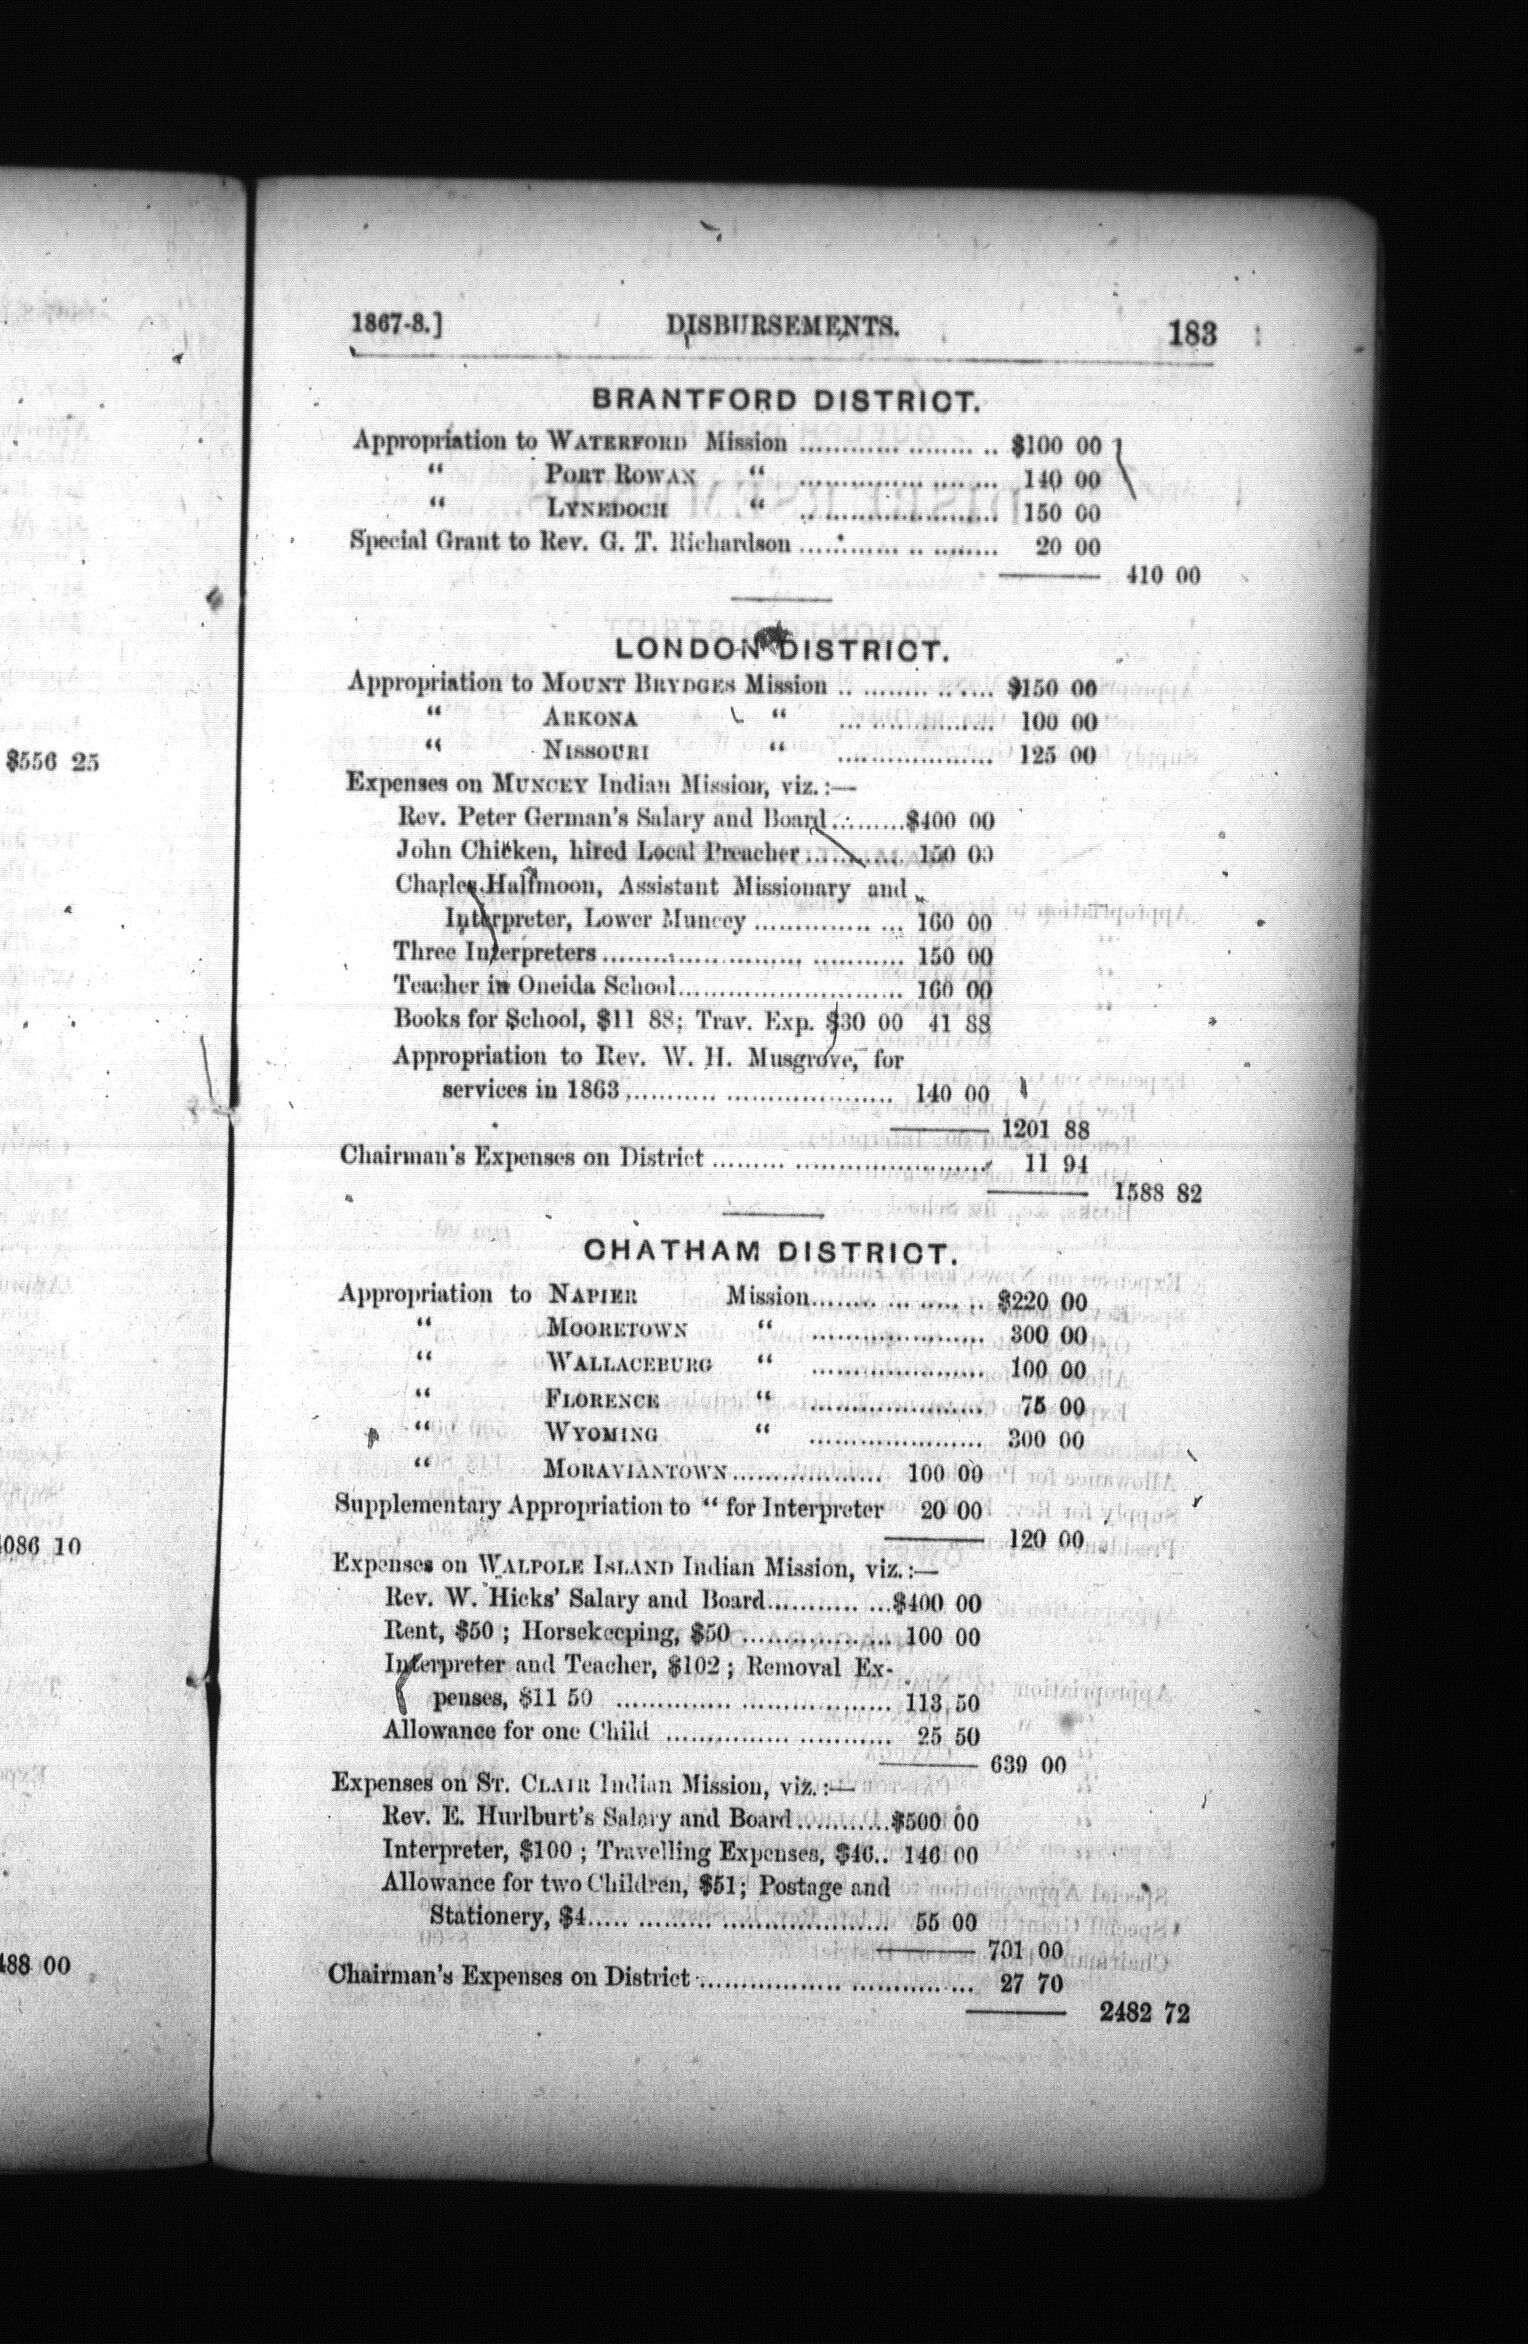 $556 25
1086 10
488 00
1867-8.] DISBURSEMENTS. 183
BRANTFORD DISTRICT.
Appropriation to WATERFORD Mission ............ ........ .. $100 00
" PORT ROWAN " ............... .... ... 140 00
" LYNEDOCH " ........................ 150 00
Special Grant to Rev. G. T. Richardson ............ .. ........ 20 00
410 00
LONDON DISTRICT.
Appropriation to MOUNT BRYDGES Mission .. ........ .. .... $150 00
" ARKONA " ... ............... 100 00
" NISSOURI " ................... 125 00
Expenses on MUNCEY Indian Mission, viz.:—
Rev. Peter German's Salary and Board.........$400 00
John Chicken, hired Local Preacher............ 150 00
Charles Halfmoon, Assistant Missionary and
Interpreter, Lower Muncey .............. ... 160 00
Three Interpreters........................ ........... 150 00
Teacher in Oneida School........................... 160 00
Books for School, $11 88; Trav. Exp. $30 00 41 88
Appropriation to Rev. W. H. Musgrove, for
services in 1863........... .................... 140 00
1201 88
Chairman's Expenses on District ......... ....................... 11 94
1588 82
CHATHAM DISTRICT.
Appropriation to NAPIER Mission........ ... ..... .. $220 00
" MOORETOWN " ..................... 300 00
" WALLACEBURG " ..................... 100 00
" FLORENCE " ..................... 75 00
" WYOMING " ..................... 300 00
" MORAVIANTOWN.................. 100 00
Supplementary Appropriation to " for Interpreter 20 00
120 00
Expenses on WALPOLE ISLAND Indian Mission, viz.:—
Rev. W. Hicks' Salary and Board........... ...$400 00
Rent, $50; Horsekeeping, $50 .................. 100 00
Interpreter and Teacher, $102; Removal Ex-
penses, $11 50 .............. .................. 113 50
Allowance for one Child ............... ........... 25 50
639 00
Expenses on ST. CLAIR Indian Mission, viz.:—
Rev. E. Hurlburt's Salary and Board...........$500 00
Interpreter, $100; Travelling Expenses, $46.. 146 00
Allowance for two Children, $51; Postage and
Stationery, $4..... ......... .................... 55 00
701 00
Chairman's Expenses on District ................. ........... ... 27 70
2482 72